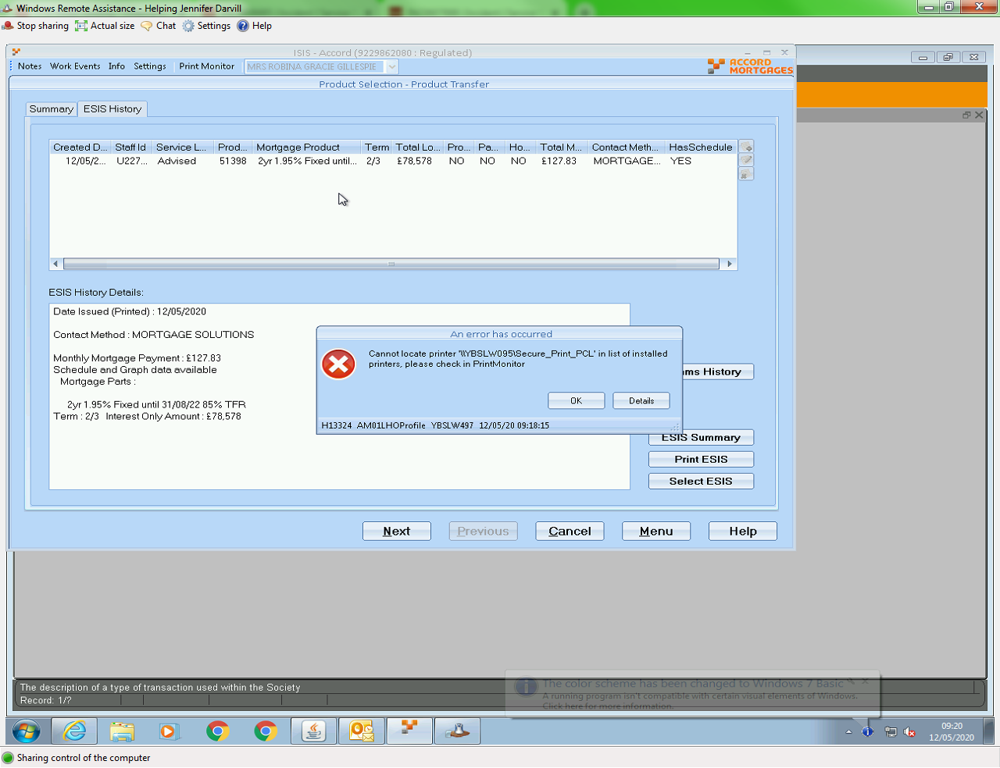 Windows Remote Assistance - Helping Jennifer Darvill
Stop sharing Actual size Chat Settings Help
ISIS - Accord (9229862080 : Regulated)
Notes Work Events Info Settings Print Monitor MRS ROBINA GRACIE GILLESPIE
ACCORD
MORTGAGES
Product Selection - Product Transfer
Summary ESIS History
Created D... Staff Id Service L... Prod... Mortgage Product Term Total Lo... Pro... Pa... Ho... Total M... Contact Meth... HasSchedule
12/05/2... U227... Advised 51398 2yr 1.95% Fixed until... 2/3 £78,578 NO NO NO £127.83 MORTGAGE... YES
ESIS History Details:
Date Issued (Printed) : 12/05/2020
Contact Method : MORTGAGE SOLUTIONS
Monthly Mortgage Payment : £127.83
Schedule and Graph data available
Mortgage Parts :
2yr 1.95% Fixed until 31/08/22 85% TFR
Term : 2/3 Interest Only Amount : £78,578
An error has occurred
Cannot locate printer '\\\YBSLW095\Secure_Print_PCL' in list of installed
printers, please check in PrintMonitor
OK Details
H13324 AM01LHOProfile YBSLW497 12/05/20 09:18:15
ms History
ESIS Summary
Print ESIS
Select ESIS
Next Previous Cancel Menu Help
The color scheme has been changed to Windows 7 Basic
A running program isn't compatible with certain visual elements of Windows.
Click here for more information.
The description of a type of transaction used within the Society
Record: 1/?
09:20
12/05/2020
Sharing control of the computer